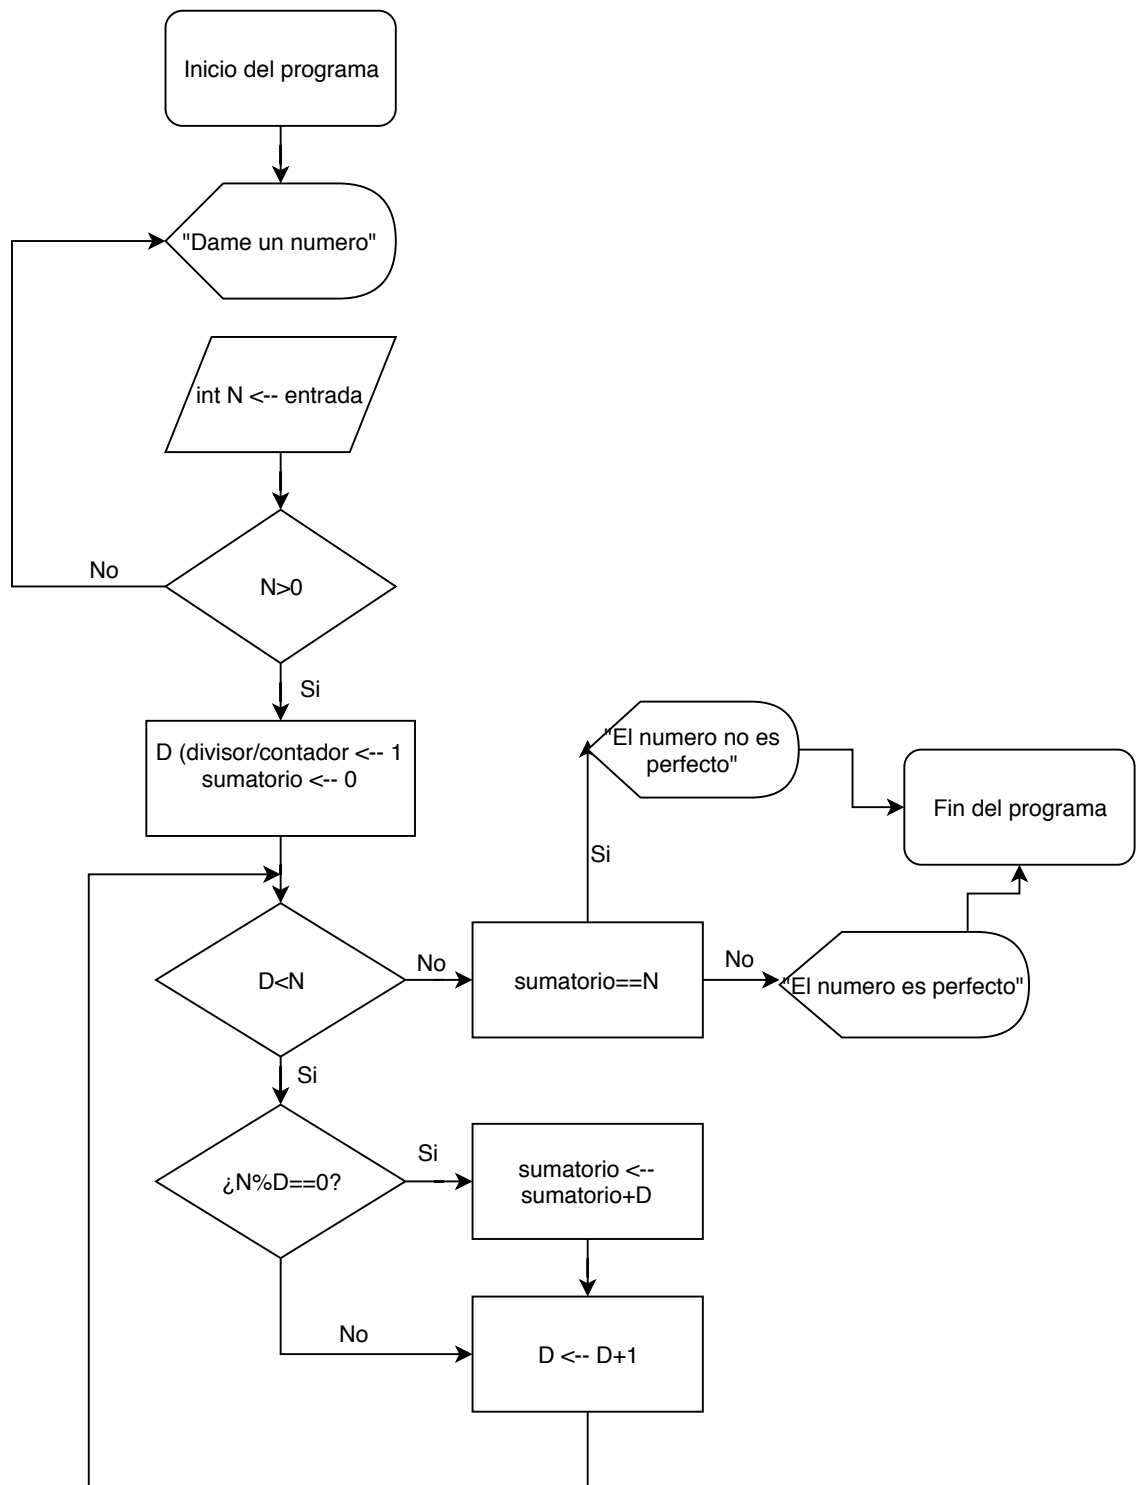 Inicio del programa
"Dame un numero"
int N <-- entrada
No
N>0
Si
D (divisor/contador <-- 1
sumatorio <-- 0
"El numero no es
perfecto"
Fin del programa
Si
D<N
No
sumatorio==N
No
"El numero es perfecto"
Si
¿N%D==0?
Si
sumatorio <--
sumatorio+D
No
D <-- D+1